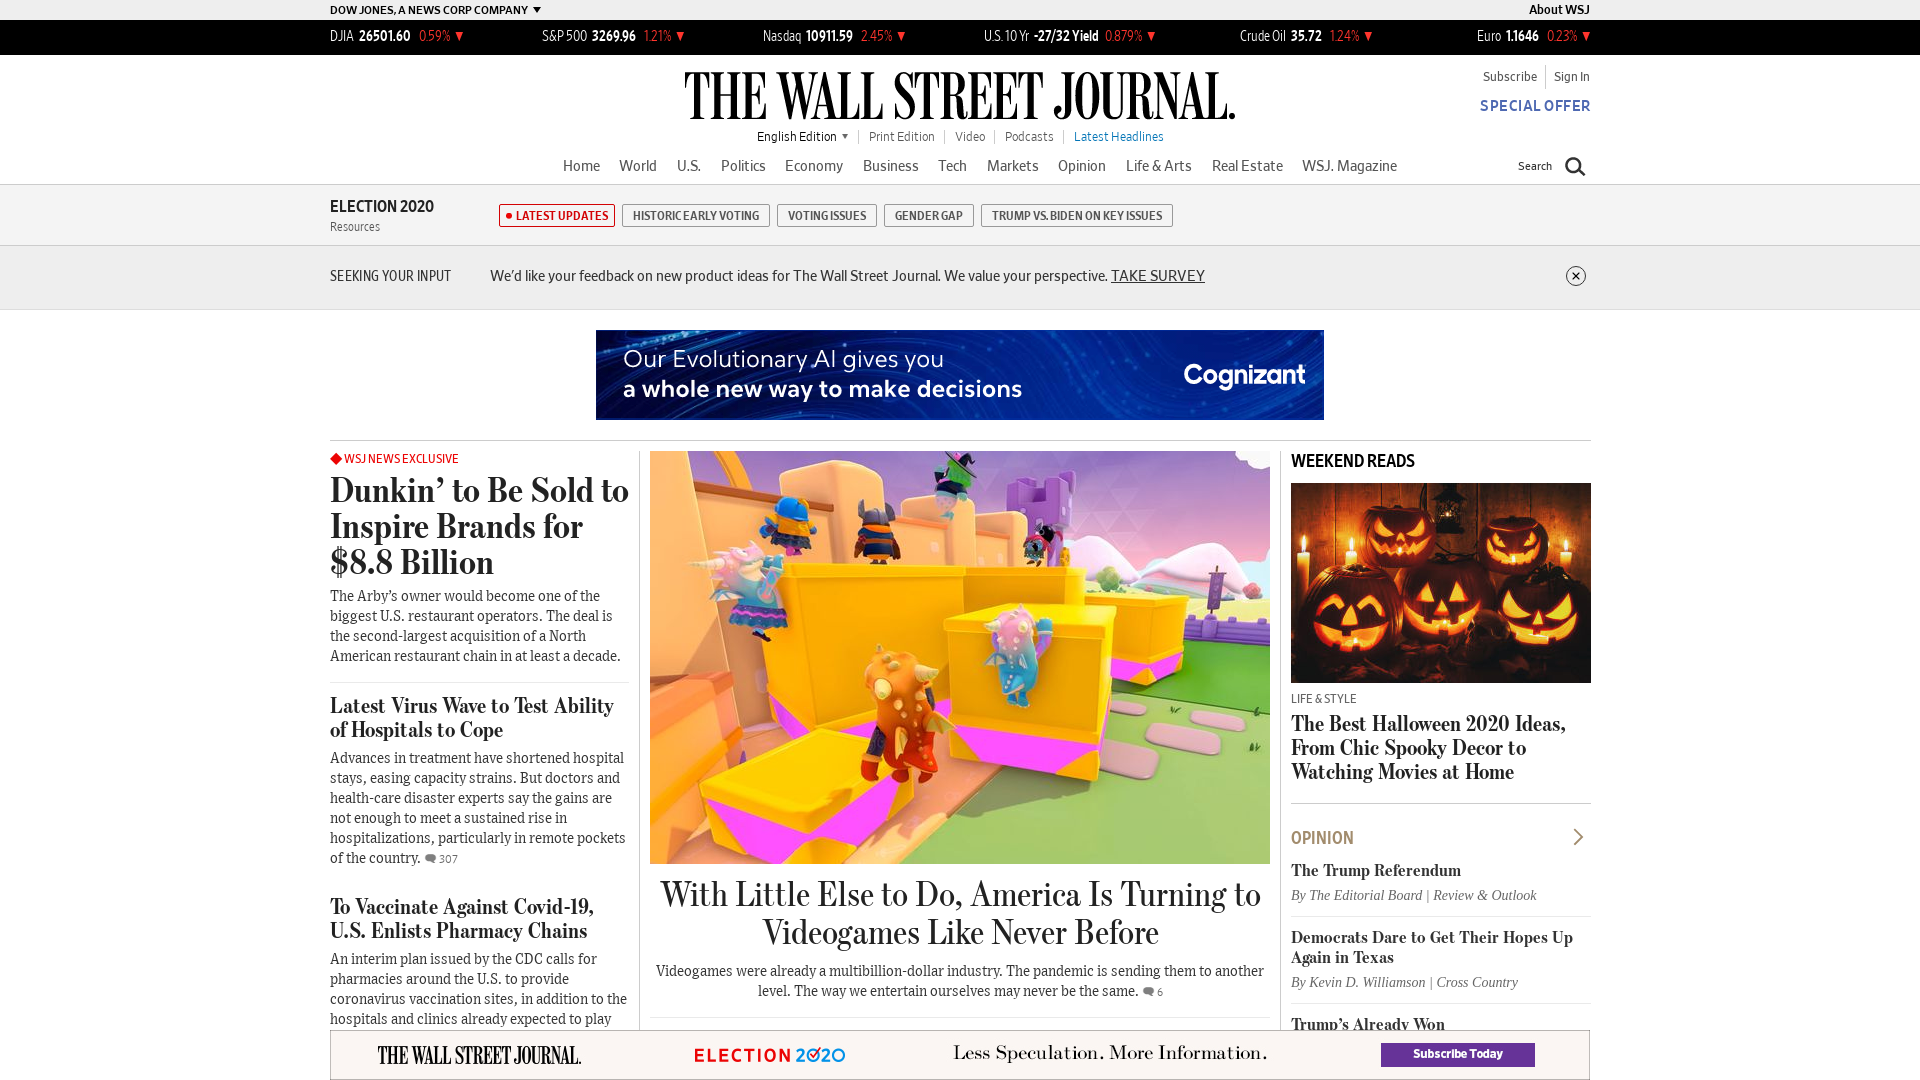 DOW JONES, A NEWS CORP COMPANY
About WSJ
DJIA 26501.60 0.59%
S&P 500 3269.96 1.21%
Nasdaq 10911.59 2.45%
U.S. 10 Yr -27/32 Yield 0.879%
Crude Oil 35.72 1.24%
Euro 1.1646 0.23%
THE WALL STREET JOURNAL.
Subscribe
Sign In
SPECIAL OFFER
English Edition
Print Edition
Video
Podcasts
Latest Headlines
Home
World
U.S.
Politics
Economy
Business
Tech
Markets
Opinion
Life & Arts
Real Estate
WSJ. Magazine
Search
ELECTION 2020
Resources
LATEST UPDATES
HISTORIC EARLY VOTING
VOTING ISSUES
GENDER GAP
TRUMP VS. BIDEN ON KEY ISSUES
SEEKING YOUR INPUT
We’d like your feedback on new product ideas for The Wall Street Journal. We value your perspective. TAKE SURVEY
Our Evolutionary AI gives you
a whole new way to make decisions
Cognizant
WSJ NEWS EXCLUSIVE
Dunkin’ to Be Sold to
Inspire Brands for
$8.8 Billion
The Arby’s owner would become one of the
biggest U.S. restaurant operators. The deal is
the second-largest acquisition of a North
American restaurant chain in at least a decade.
Latest Virus Wave to Test Ability
of Hospitals to Cope
Advances in treatment have shortened hospital
stays, easing capacity strains. But doctors and
health-care disaster experts say the gains are
not enough to meet a sustained rise in
hospitalizations, particularly in remote pockets
of the country. 307
To Vaccinate Against Covid-19,
U.S. Enlists Pharmacy Chains
An interim plan issued by the CDC calls for
pharmacies around the U.S. to provide
coronavirus vaccination sites, in addition to the
hospitals and clinics already expected to play
With Little Else to Do, America Is Turning to
Videogames Like Never Before
Videogames were already a multibillion-dollar industry. The pandemic is sending them to another
level. The way we entertain ourselves may never be the same. 6
WEEKEND READS
LIFE & STYLE
The Best Halloween 2020 Ideas,
From Chic Spooky Decor to
Watching Movies at Home
OPINION
The Trump Referendum
By The Editorial Board | Review & Outlook
Democrats Dare to Get Their Hopes Up
Again in Texas
By Kevin D. Williamson | Cross Country
Trump’s Already Won
THE WALL STREET JOURNAL.
ELECTION 2020
Less Speculation. More Information.
Subscribe Today